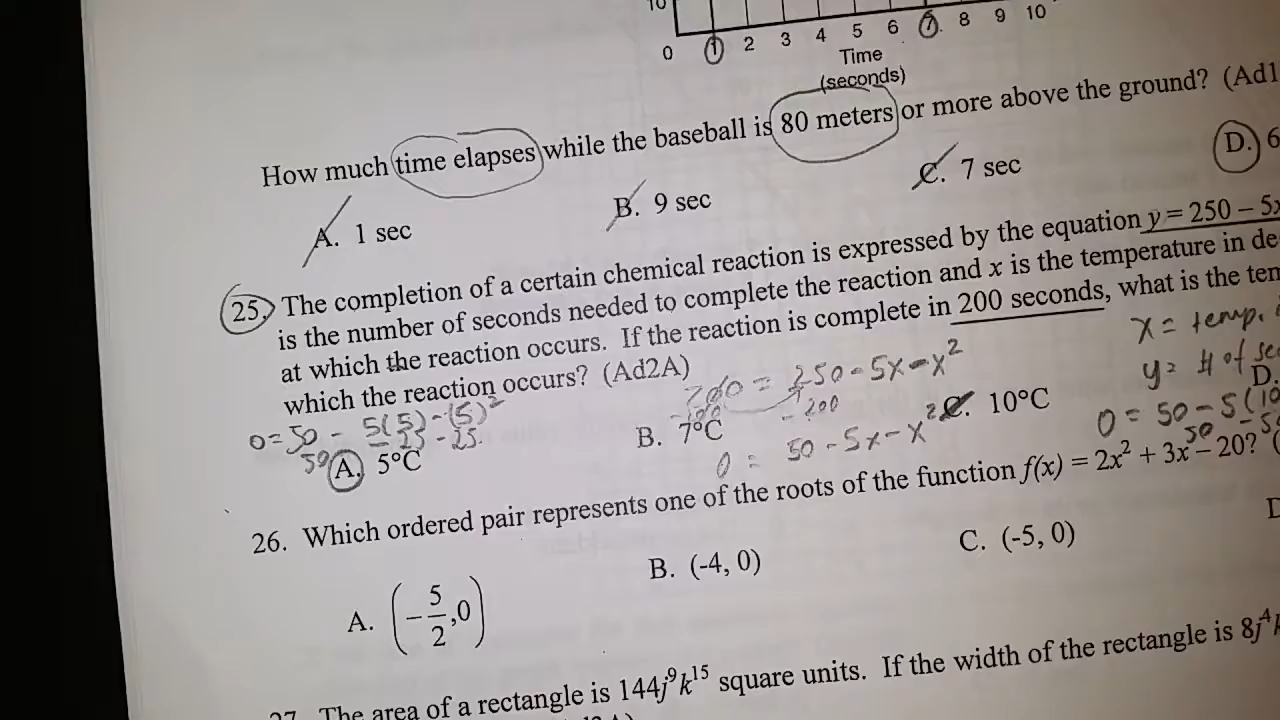 10
0 1 2 3 4 5 6 7 8 9 10
Time
(seconds)
How much time elapses while the baseball is 80 meters or more above the ground? (Ad1
A. 1 sec B. 9 sec C. 7 sec D. 6
25. The completion of a certain chemical reaction is expressed by the equation y = 250 – 5x
is the number of seconds needed to complete the reaction and x is the temperature in de
at which the reaction occurs. If the reaction is complete in 200 seconds, what is the tem
which the reaction occurs? (Ad2A)
x = temp.
y = # of se
200 = 250 - 5x - x²
-200 - 200
0 = 50 - 5x - x²
0 = 50 - 5(5) - (5)²
50 - 25 - 25
0 = 50 - 5(10
50 - 50
A. 5°C B. 7°C C. 10°C D.
26. Which ordered pair represents one of the roots of the function f(x) = 2x² + 3x – 20? (
A. (-5/2, 0) B. (-4, 0) C. (-5, 0) D
27. The area of a rectangle is 144j⁹k¹⁵ square units. If the width of the rectangle is 8j⁴k